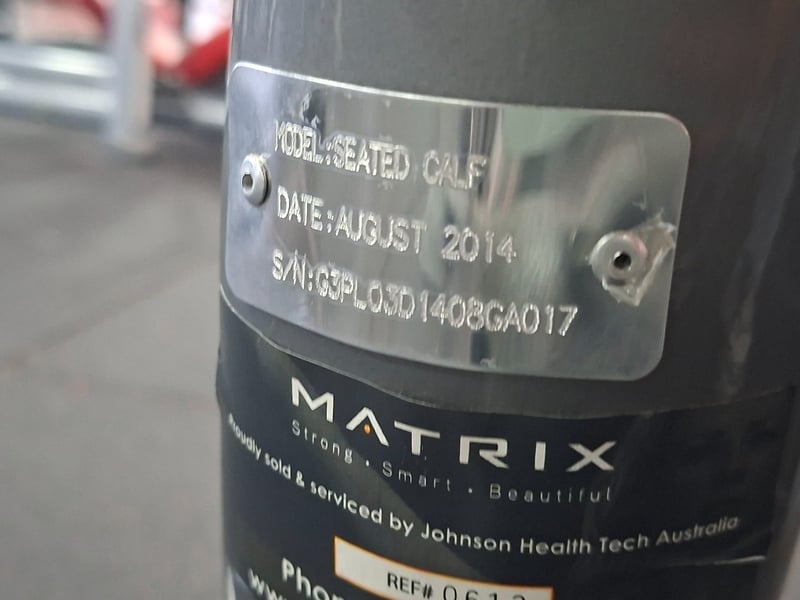 MODEL:SEATED CALF
DATE:AUGUST 2014
S/N:G3PL03D1408GA017
MATRIX
Strong · Smart · Beautiful
Proudly sold & serviced by Johnson Health Tech Australia
REF#